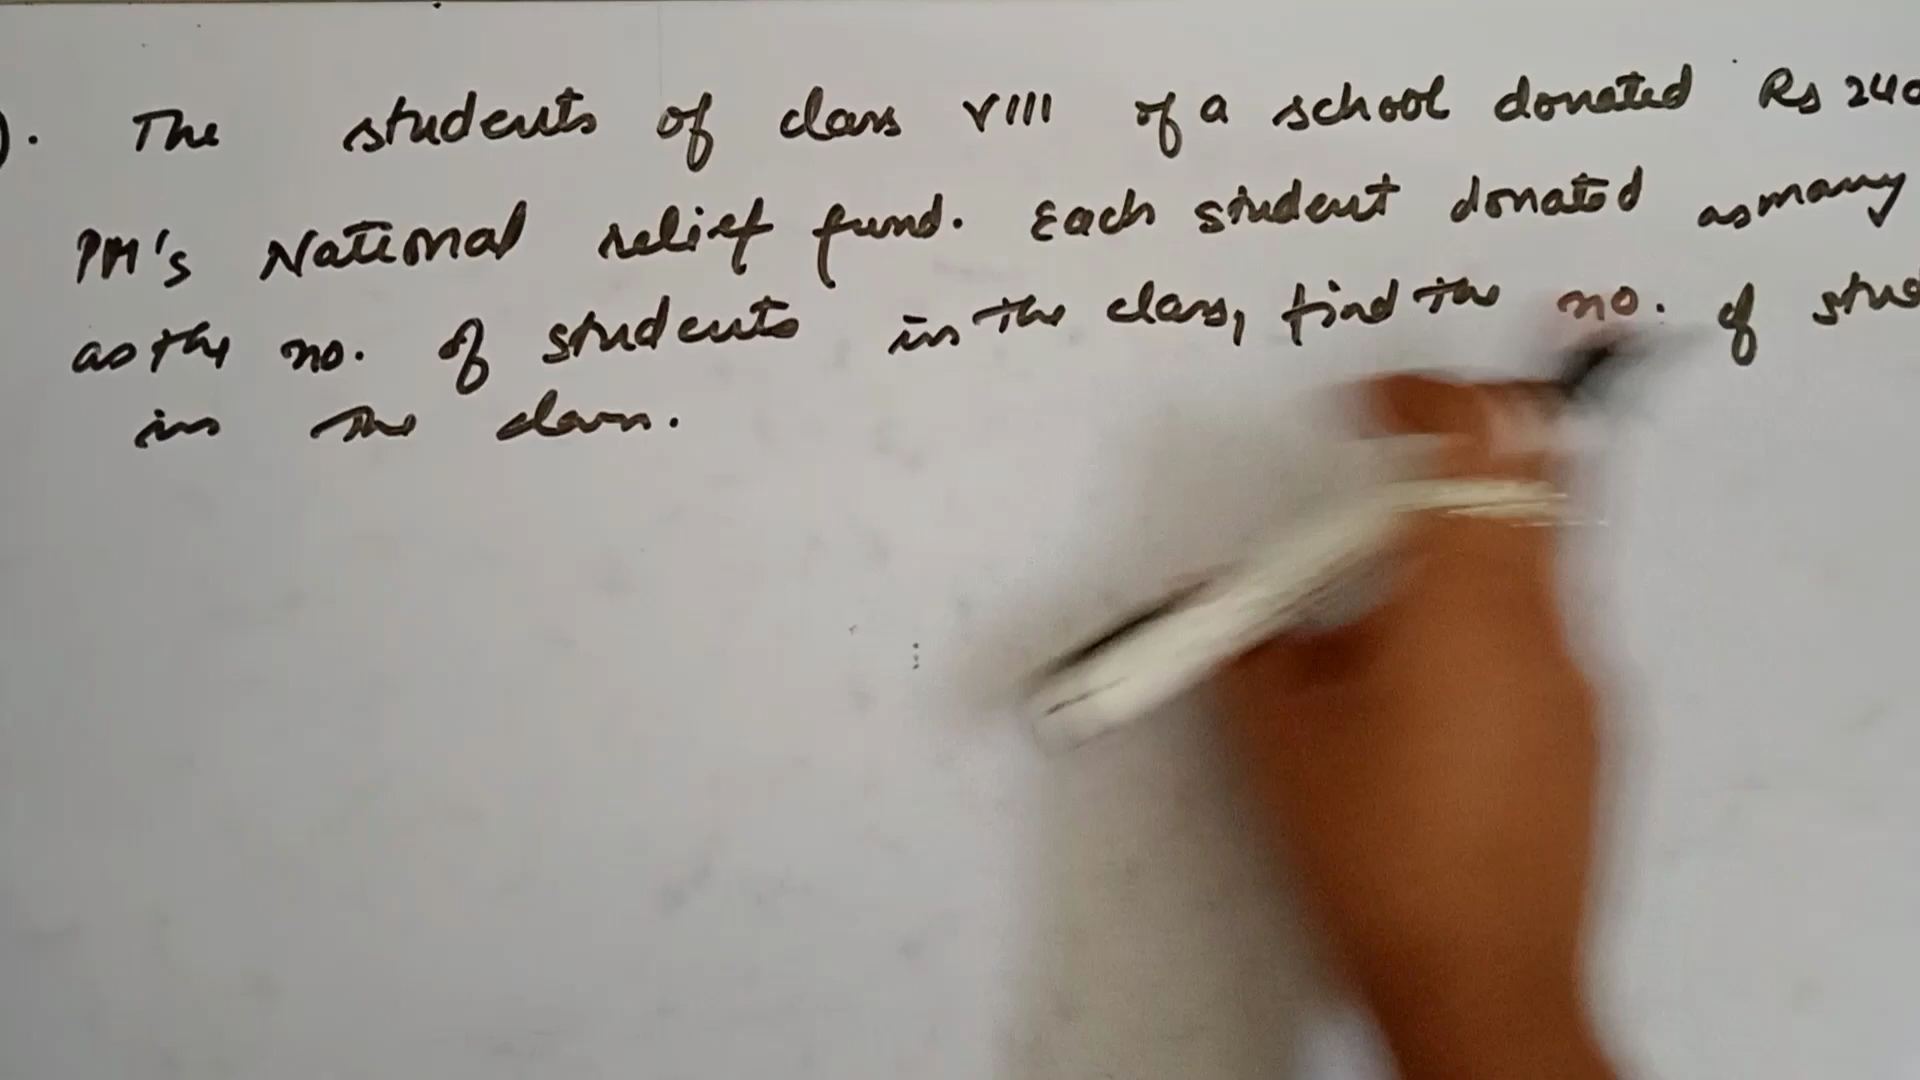 ). The students of class VIII of a school donated Rs 240
PM's National relief fund. Each student donated as many
as the no. of students in the class, find the no. of stud
in the class.